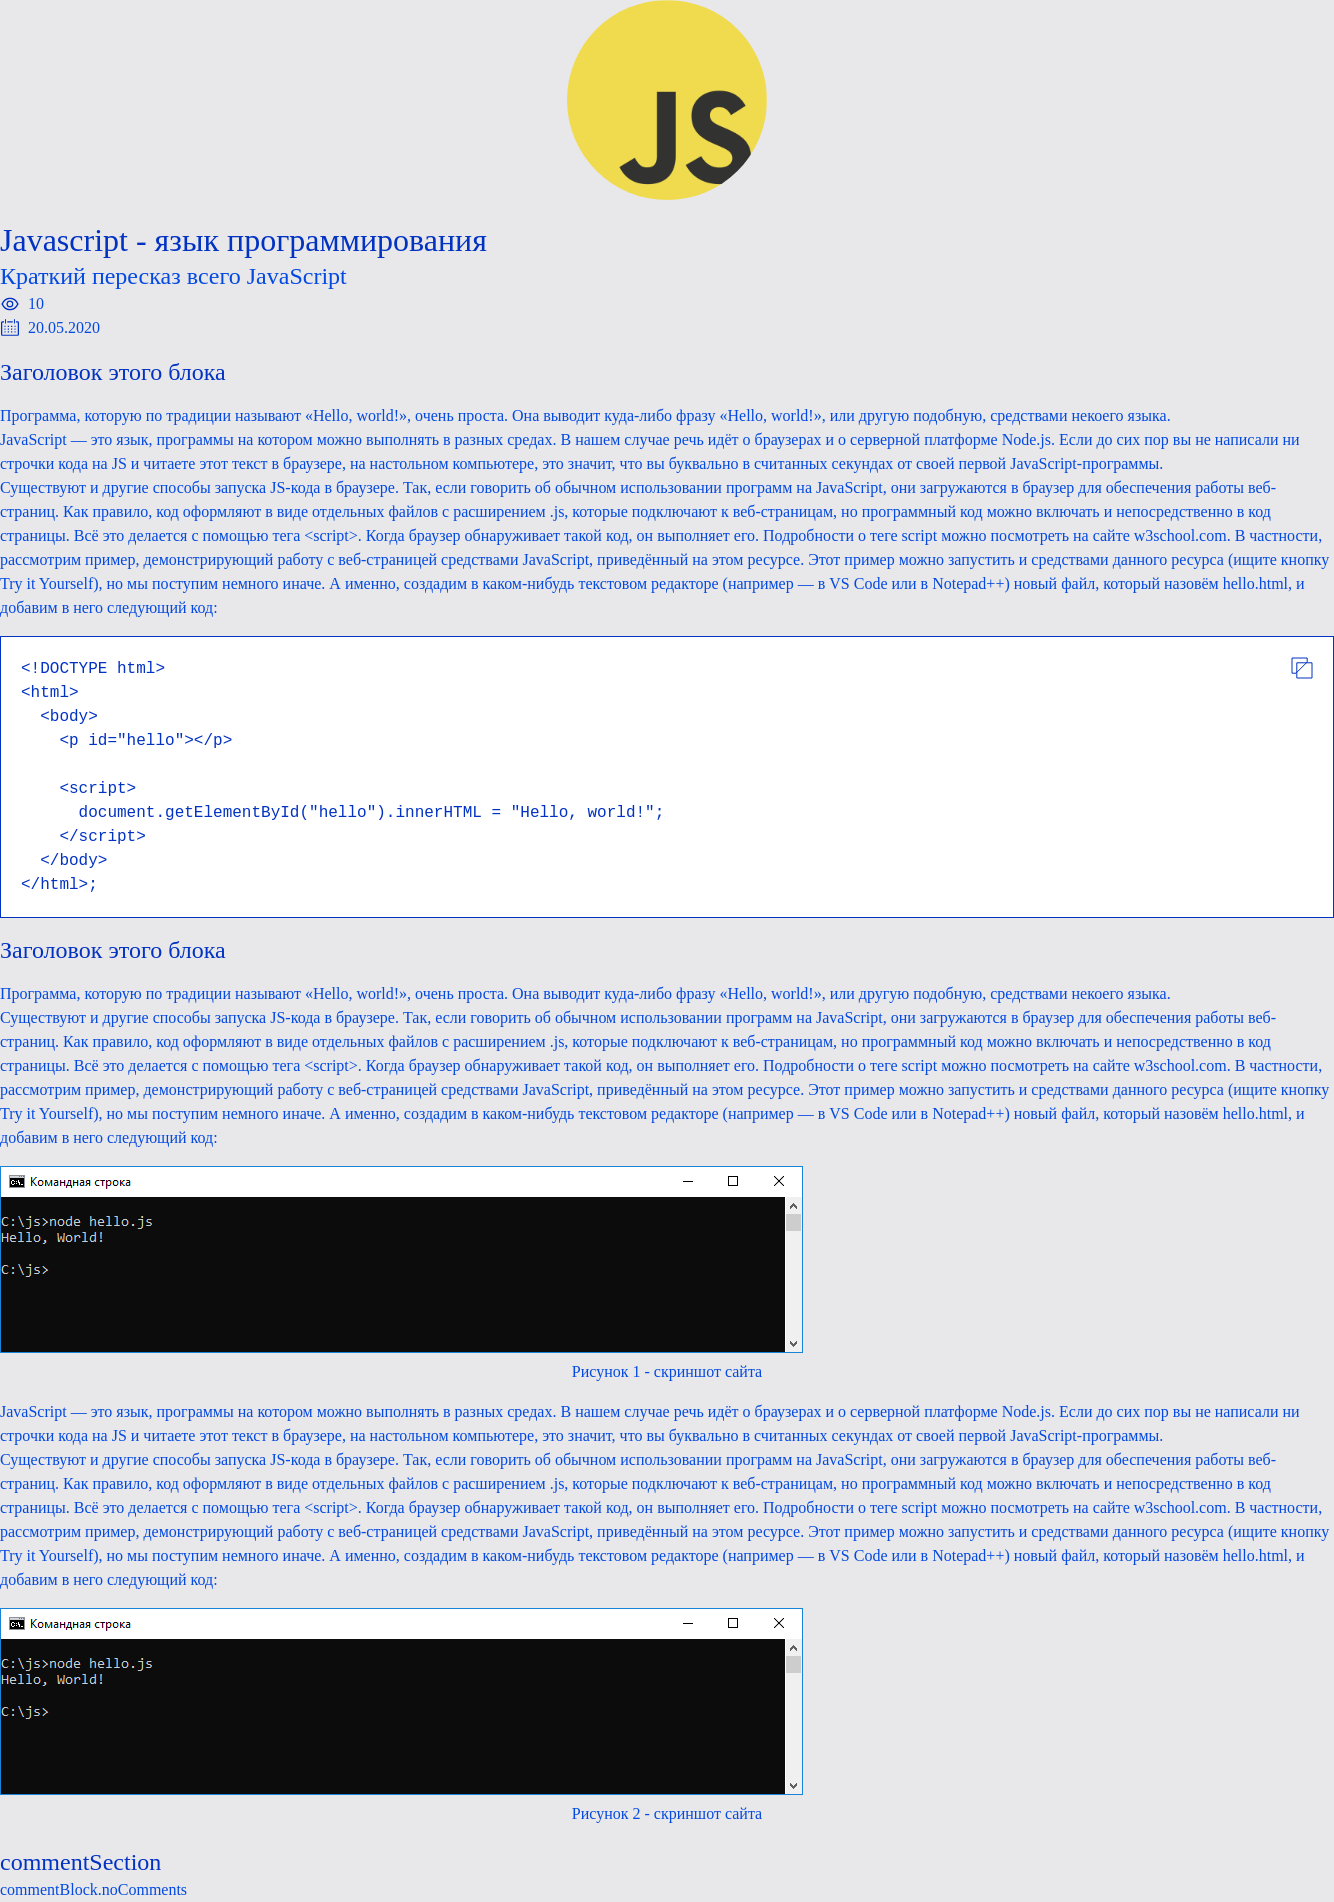 JS
Javascript - язык программирования
Краткий пересказ всего JavaScript
10
20.05.2020
Заголовок этого блока
Программа, которую по традиции называют «Hello, world!», очень проста. Она выводит куда-либо фразу «Hello, world!», или другую подобную, средствами некоего языка.
JavaScript — это язык, программы на котором можно выполнять в разных средах. В нашем случае речь идёт о браузерах и о серверной платформе Node.js. Если до сих пор вы не написали ни
строчки кода на JS и читаете этот текст в браузере, на настольном компьютере, это значит, что вы буквально в считанных секундах от своей первой JavaScript-программы.
Существуют и другие способы запуска JS-кода в браузере. Так, если говорить об обычном использовании программ на JavaScript, они загружаются в браузер для обеспечения работы веб-
страниц. Как правило, код оформляют в виде отдельных файлов с расширением .js, которые подключают к веб-страницам, но программный код можно включать и непосредственно в код
страницы. Всё это делается с помощью тега <script>. Когда браузер обнаруживает такой код, он выполняет его. Подробности о теге script можно посмотреть на сайте w3school.com. В частности,
рассмотрим пример, демонстрирующий работу с веб-страницей средствами JavaScript, приведённый на этом ресурсе. Этот пример можно запустить и средствами данного ресурса (ищите кнопку
Try it Yourself), но мы поступим немного иначе. А именно, создадим в каком-нибудь текстовом редакторе (например — в VS Code или в Notepad++) новый файл, который назовём hello.html, и
добавим в него следующий код:
<!DOCTYPE html>
<html>
  <body>
    <p id="hello"></p>

    <script>
      document.getElementById("hello").innerHTML = "Hello, world!";
    </script>
  </body>
</html>;
Заголовок этого блока
Программа, которую по традиции называют «Hello, world!», очень проста. Она выводит куда-либо фразу «Hello, world!», или другую подобную, средствами некоего языка.
Существуют и другие способы запуска JS-кода в браузере. Так, если говорить об обычном использовании программ на JavaScript, они загружаются в браузер для обеспечения работы веб-
страниц. Как правило, код оформляют в виде отдельных файлов с расширением .js, которые подключают к веб-страницам, но программный код можно включать и непосредственно в код
страницы. Всё это делается с помощью тега <script>. Когда браузер обнаруживает такой код, он выполняет его. Подробности о теге script можно посмотреть на сайте w3school.com. В частности,
рассмотрим пример, демонстрирующий работу с веб-страницей средствами JavaScript, приведённый на этом ресурсе. Этот пример можно запустить и средствами данного ресурса (ищите кнопку
Try it Yourself), но мы поступим немного иначе. А именно, создадим в каком-нибудь текстовом редакторе (например — в VS Code или в Notepad++) новый файл, который назовём hello.html, и
добавим в него следующий код:
Командная строка
C:\js>node hello.js
Hello, World!
C:\js>
Рисунок 1 - скриншот сайта
JavaScript — это язык, программы на котором можно выполнять в разных средах. В нашем случае речь идёт о браузерах и о серверной платформе Node.js. Если до сих пор вы не написали ни
строчки кода на JS и читаете этот текст в браузере, на настольном компьютере, это значит, что вы буквально в считанных секундах от своей первой JavaScript-программы.
Существуют и другие способы запуска JS-кода в браузере. Так, если говорить об обычном использовании программ на JavaScript, они загружаются в браузер для обеспечения работы веб-
страниц. Как правило, код оформляют в виде отдельных файлов с расширением .js, которые подключают к веб-страницам, но программный код можно включать и непосредственно в код
страницы. Всё это делается с помощью тега <script>. Когда браузер обнаруживает такой код, он выполняет его. Подробности о теге script можно посмотреть на сайте w3school.com. В частности,
рассмотрим пример, демонстрирующий работу с веб-страницей средствами JavaScript, приведённый на этом ресурсе. Этот пример можно запустить и средствами данного ресурса (ищите кнопку
Try it Yourself), но мы поступим немного иначе. А именно, создадим в каком-нибудь текстовом редакторе (например — в VS Code или в Notepad++) новый файл, который назовём hello.html, и
добавим в него следующий код:
Командная строка
C:\js>node hello.js
Hello, World!
C:\js>
Рисунок 2 - скриншот сайта
commentSection
commentBlock.noComments